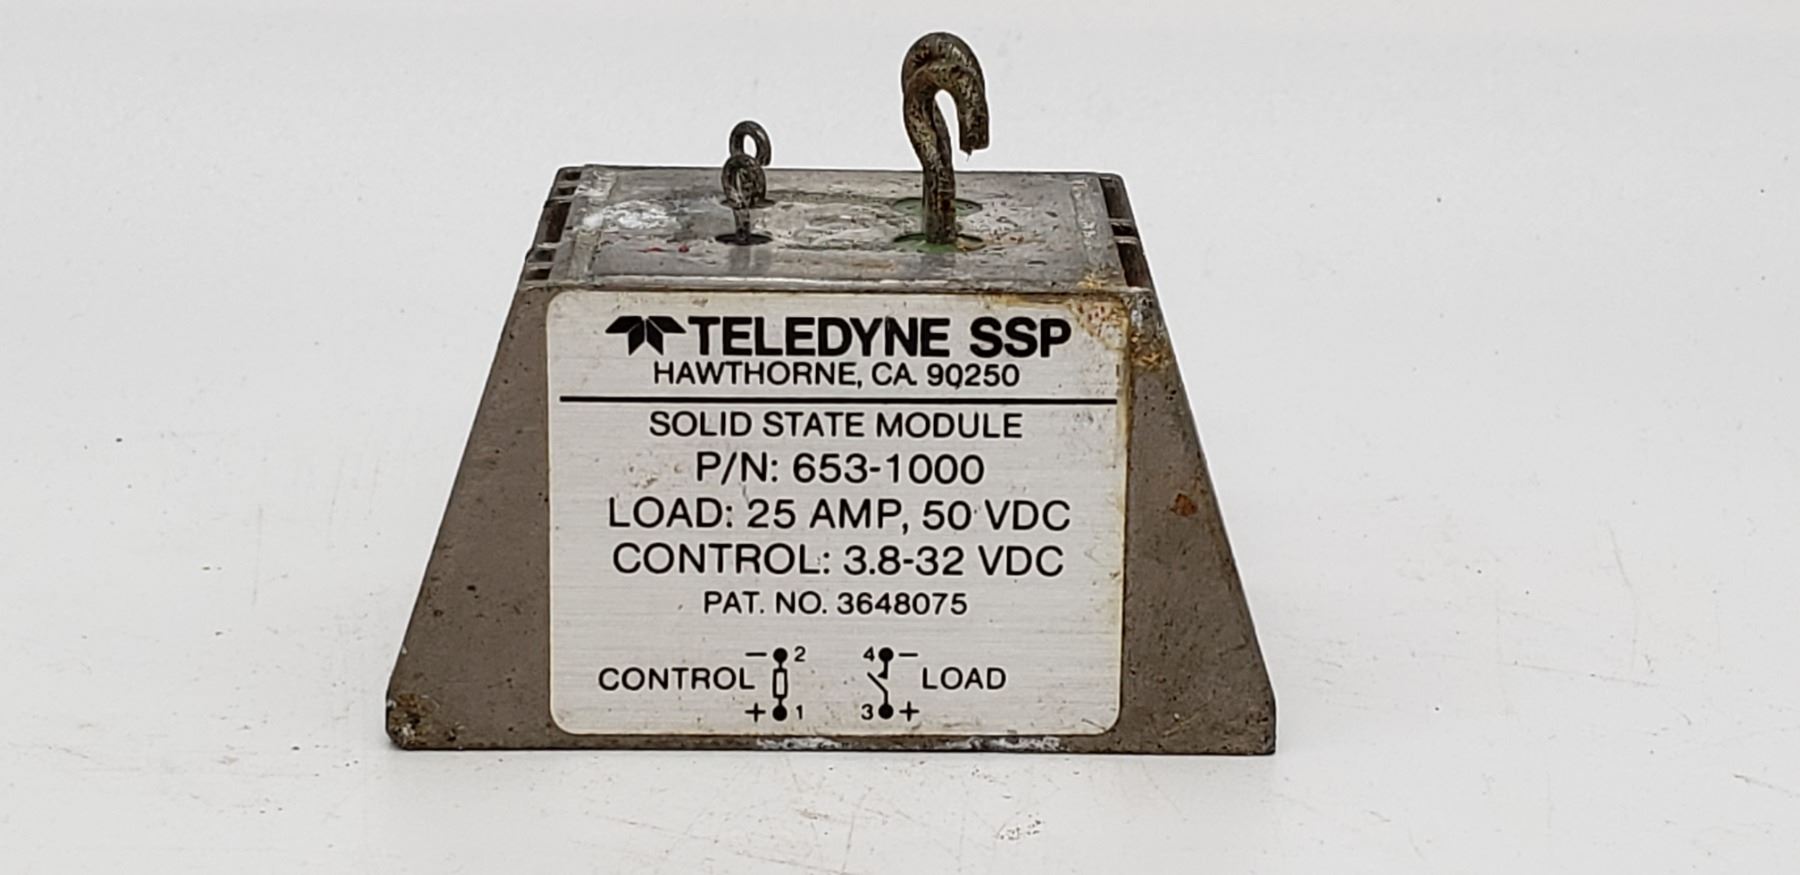 TELEDYNE SSP
HAWTHORNE, CA. 90250
SOLID STATE MODULE
P/N: 653-1000
LOAD: 25 AMP, 50 VDC
CONTROL: 3.8-32 VDC
PAT. NO. 3648075
− 2 4 −
CONTROL LOAD
+ 1 3 +